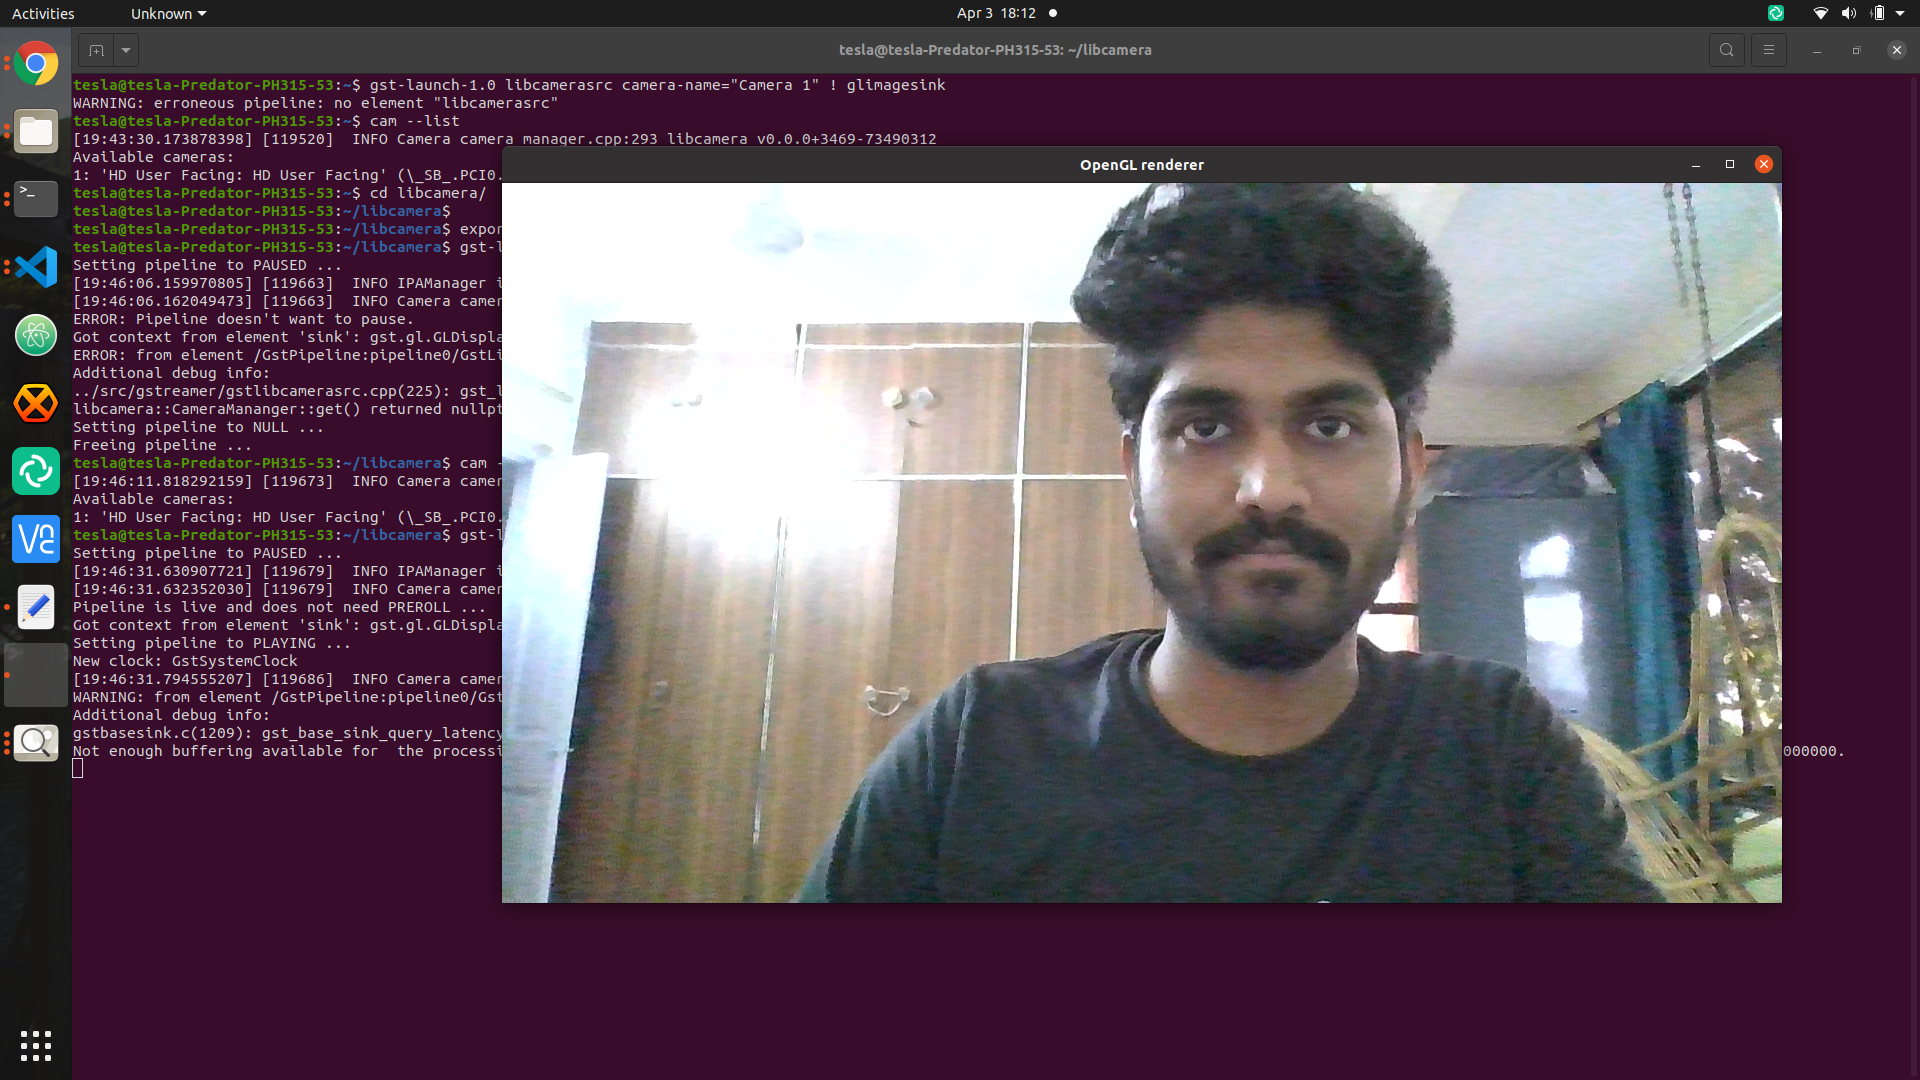 Activities
Unknown
Apr 3 18:12
tesla@tesla-Predator-PH315-53: ~/libcamera
tesla@tesla-Predator-PH315-53:~$ gst-launch-1.0 libcamerasrc camera-name="Camera 1" ! glimagesink
WARNING: erroneous pipeline: no element "libcamerasrc"
tesla@tesla-Predator-PH315-53:~$ cam --list
[19:43:30.173878398] [119520]  INFO Camera camera_manager.cpp:293 libcamera v0.0.0+3469-73490312
Available cameras:
1: 'HD User Facing: HD User Facing' (\_SB_.PCI0.
tesla@tesla-Predator-PH315-53:~$ cd libcamera/
tesla@tesla-Predator-PH315-53:~/libcamera$
tesla@tesla-Predator-PH315-53:~/libcamera$ expor
tesla@tesla-Predator-PH315-53:~/libcamera$ gst-l
Setting pipeline to PAUSED ...
[19:46:06.159970805] [119663]  INFO IPAManager i
[19:46:06.162049473] [119663]  INFO Camera camer
ERROR: Pipeline doesn't want to pause.
Got context from element 'sink': gst.gl.GLDispla
ERROR: from element /GstPipeline:pipeline0/GstLi
Additional debug info:
../src/gstreamer/gstlibcamerasrc.cpp(225): gst_l
libcamera::CameraMananger::get() returned nullpt
Setting pipeline to NULL ...
Freeing pipeline ...
tesla@tesla-Predator-PH315-53:~/libcamera$ cam -
[19:46:11.818292159] [119673]  INFO Camera camer
Available cameras:
1: 'HD User Facing: HD User Facing' (\_SB_.PCI0.
tesla@tesla-Predator-PH315-53:~/libcamera$ gst-l
Setting pipeline to PAUSED ...
[19:46:31.630907721] [119679]  INFO IPAManager i
[19:46:31.632352030] [119679]  INFO Camera camer
Pipeline is live and does not need PREROLL ...
Got context from element 'sink': gst.gl.GLDispla
Setting pipeline to PLAYING ...
New clock: GstSystemClock
[19:46:31.794555207] [119686]  INFO Camera camer
WARNING: from element /GstPipeline:pipeline0/Gst
Additional debug info:
gstbasesink.c(1209): gst_base_sink_query_latency
Not enough buffering available for  the processi
000000.
OpenGL renderer